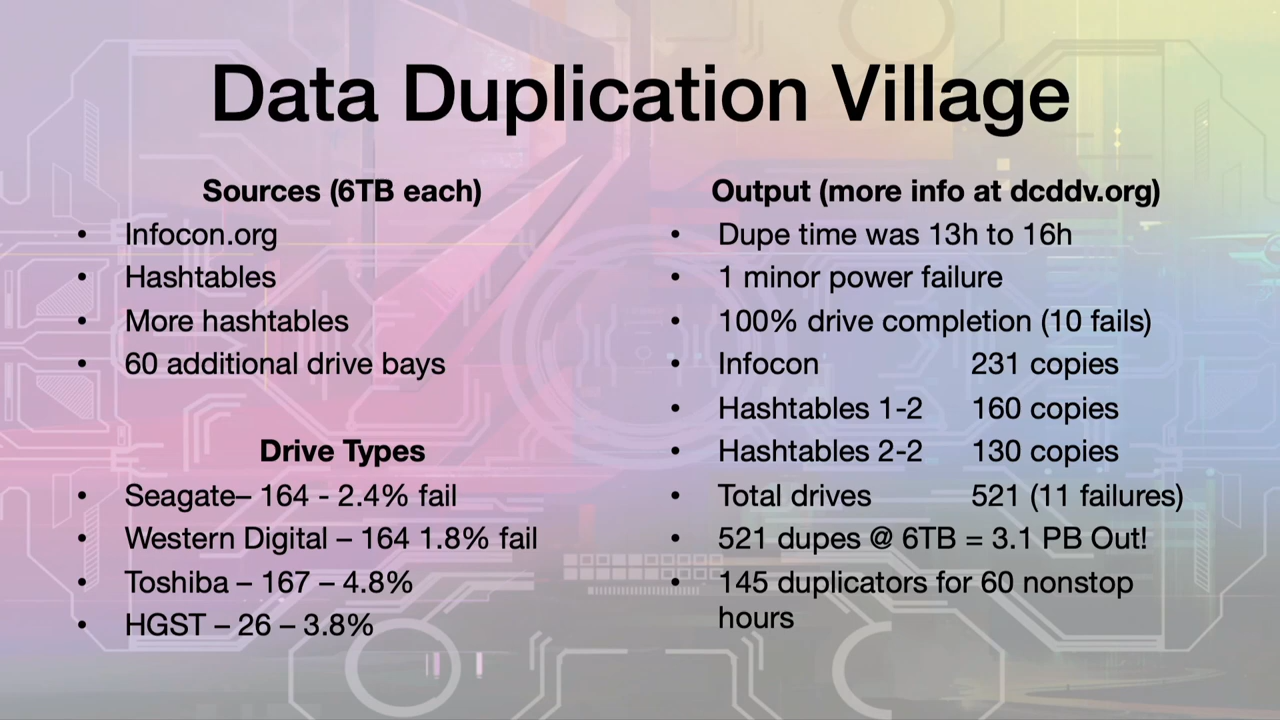 Data Duplication Village
Sources (6TB each)
• Infocon.org
• Hashtables
• More hashtables
• 60 additional drive bays
Drive Types
• Seagate– 164 - 2.4% fail
• Western Digital – 164 1.8% fail
• Toshiba – 167 – 4.8%
• HGST – 26 – 3.8%
Output (more info at dcddv.org)
• Dupe time was 13h to 16h
• 1 minor power failure
• 100% drive completion (10 fails)
• Infocon 231 copies
• Hashtables 1-2 160 copies
• Hashtables 2-2 130 copies
• Total drives 521 (11 failures)
• 521 dupes @ 6TB = 3.1 PB Out!
• 145 duplicators for 60 nonstop
hours